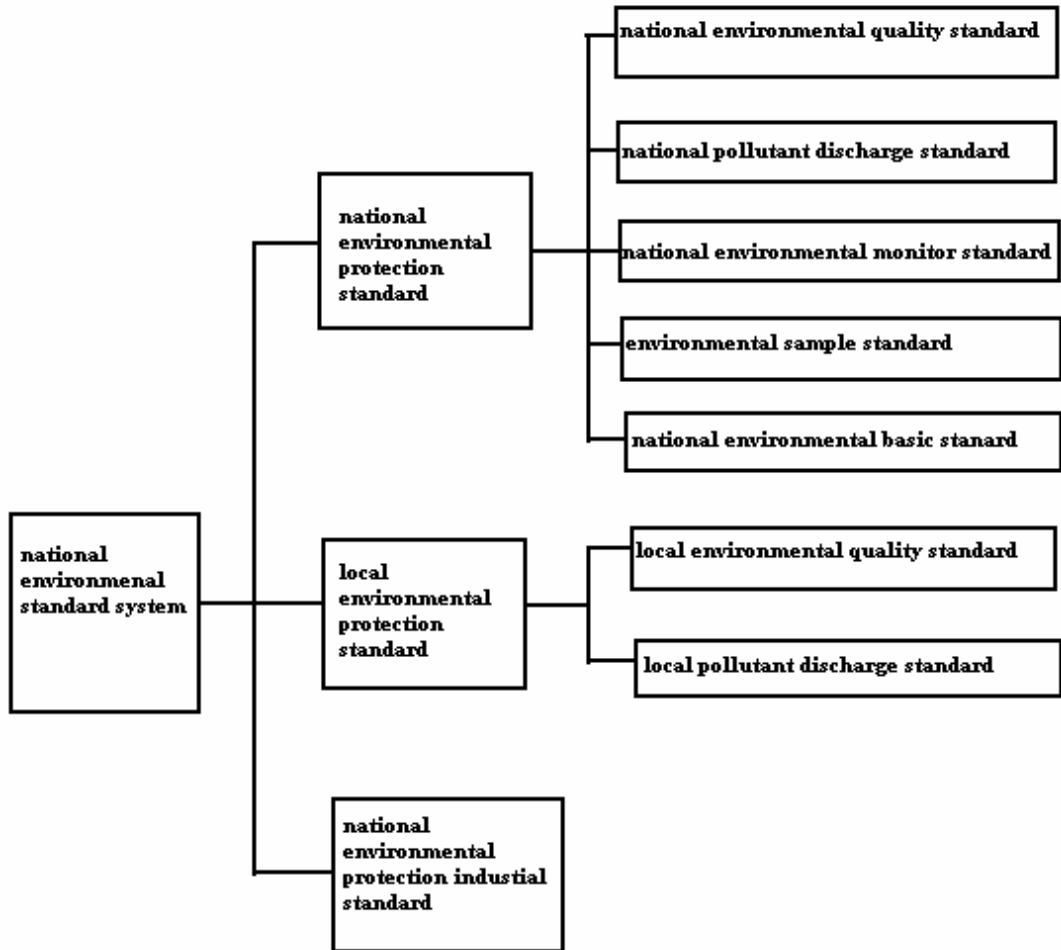 national environmental quality standard
national pollutant discharge standard
national
environmental
protection
standard
national environmental monitor standard
environmental sample standard
national environmental basic stanard
national
environmenal
standard system
local
environmental
protection
standard
local environmental quality standard
local pollutant discharge standard
national
environmental
protection industial
standard